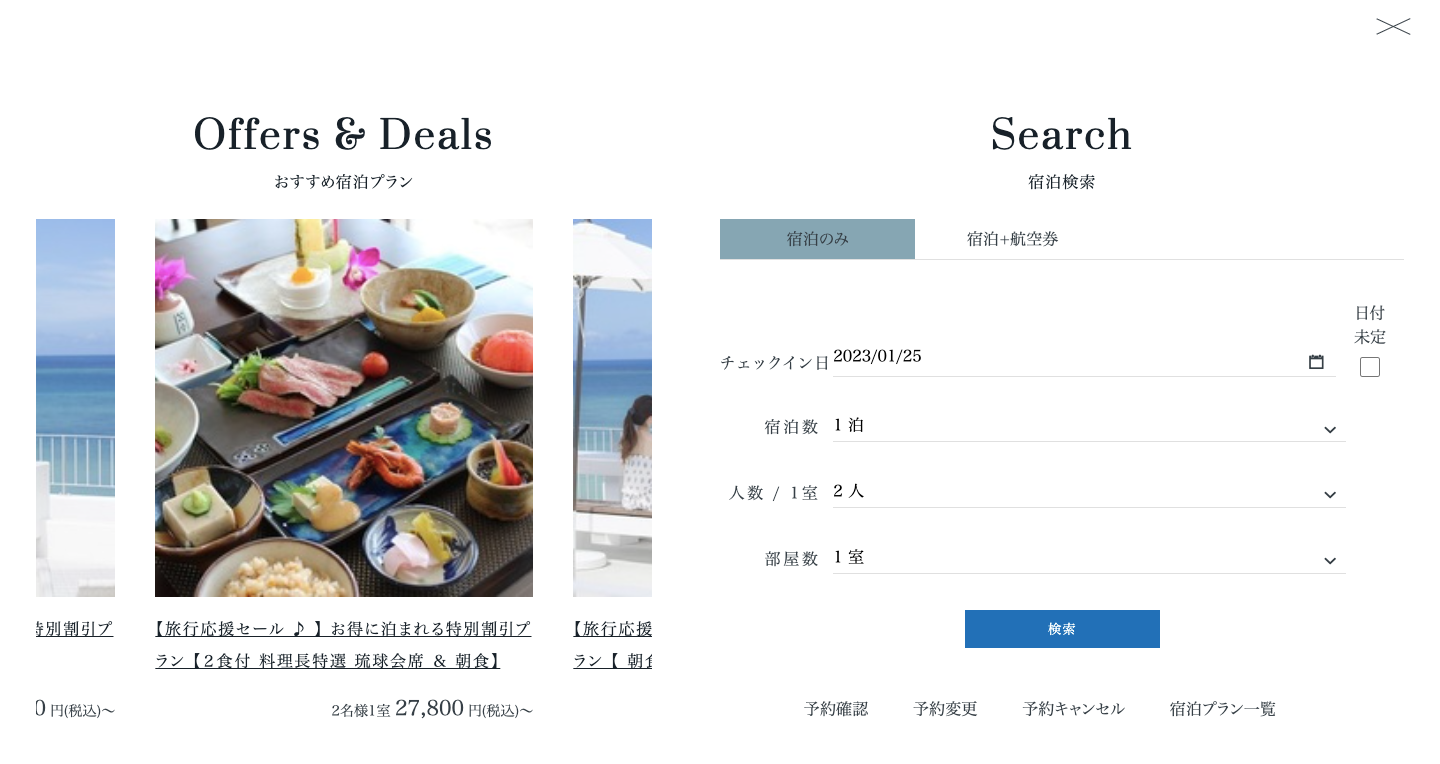 Offers & Deals
おすすめ宿泊プラン
特別割引プ
0 円(税込)～
【旅行応援セール ♪ 】お得に泊まれる特別割引プ
ラン【２食付 料理長特選 琉球会席 ＆ 朝食】
2名様1室 27,800 円(税込)～
【旅行応援
ラン【 朝食
Search
宿泊検索
宿泊のみ
宿泊+航空券
日付
未定
チェックイン日 2023/01/25
宿泊数 1 泊
人数 / 1室 2 人
部屋数 1 室
検索
予約確認 予約変更 予約キャンセル 宿泊プラン一覧